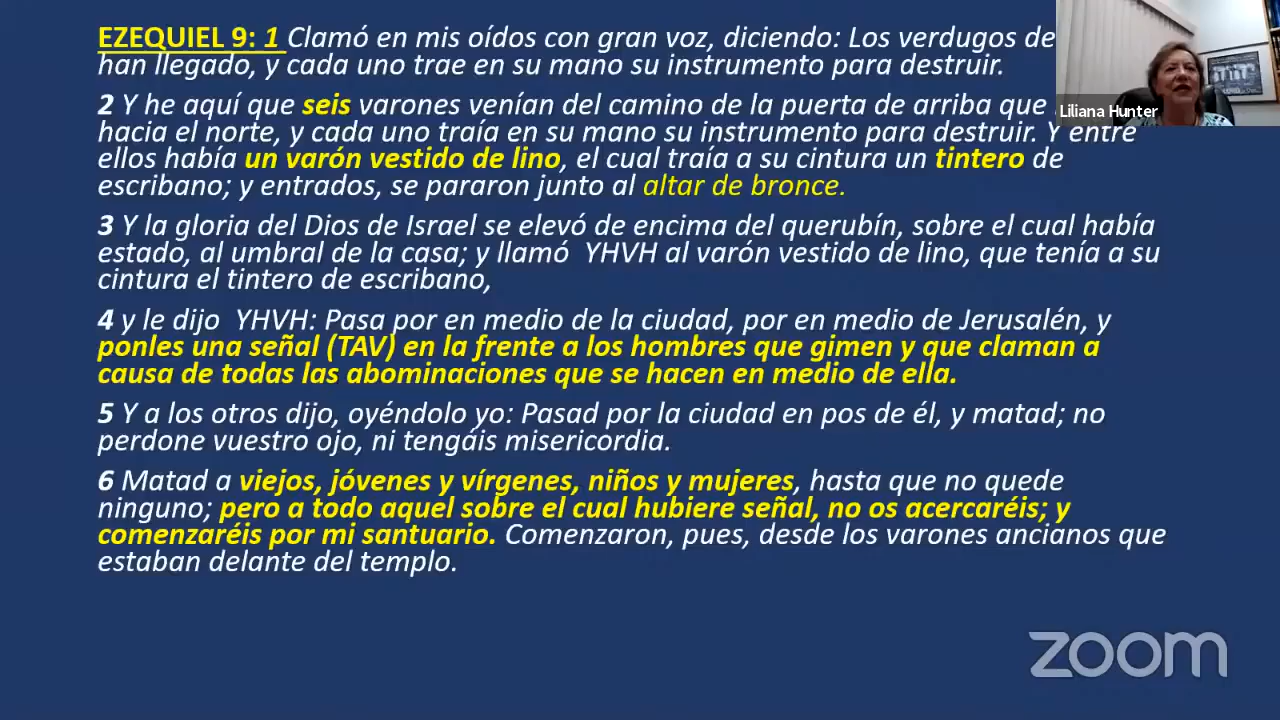 EZEQUIEL 9: 1 Clamó en mis oídos con gran voz, diciendo: Los verdugos de
han llegado, y cada uno trae en su mano su instrumento para destruir.
2 Y he aquí que seis varones venían del camino de la puerta de arriba que
hacia el norte, y cada uno traía en su mano su instrumento para destruir. Y entre
ellos había un varón vestido de lino, el cual traía a su cintura un tintero de
escribano; y entrados, se pararon junto al altar de bronce.
3 Y la gloria del Dios de Israel se elevó de encima del querubín, sobre el cual había
estado, al umbral de la casa; y llamó YHVH al varón vestido de lino, que tenía a su
cintura el tintero de escribano,
4 y le dijo YHVH: Pasa por en medio de la ciudad, por en medio de Jerusalén, y
ponles una señal (TAV) en la frente a los hombres que gimen y que claman a
causa de todas las abominaciones que se hacen en medio de ella.
5 Y a los otros dijo, oyéndolo yo: Pasad por la ciudad en pos de él, y matad; no
perdone vuestro ojo, ni tengáis misericordia.
6 Matad a viejos, jóvenes y vírgenes, niños y mujeres, hasta que no quede
ninguno; pero a todo aquel sobre el cual hubiere señal, no os acercaréis; y
comenzaréis por mi santuario. Comenzaron, pues, desde los varones ancianos que
estaban delante del templo.
Liliana Hunter
zoom